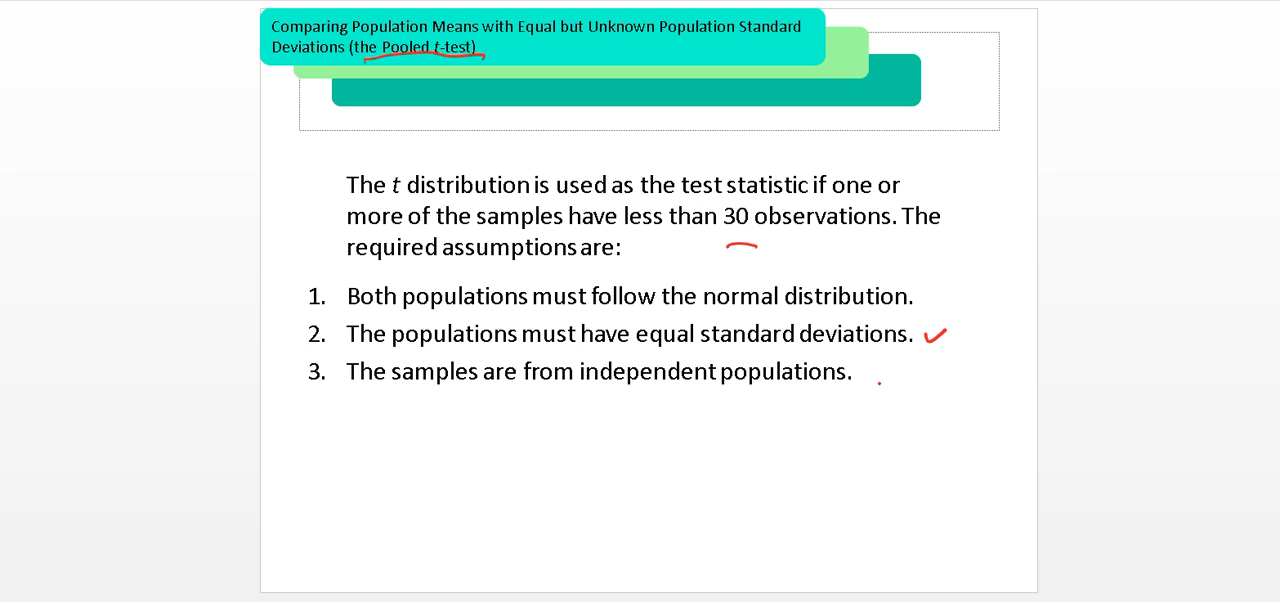 Comparing Population Means with Equal but Unknown Population Standard
Deviations (the Pooled t-test)
The t distribution is used as the test statistic if one or
more of the samples have less than 30 observations. The
required assumptions are:
1. Both populations must follow the normal distribution.
2. The populations must have equal standard deviations.
3. The samples are from independent populations.